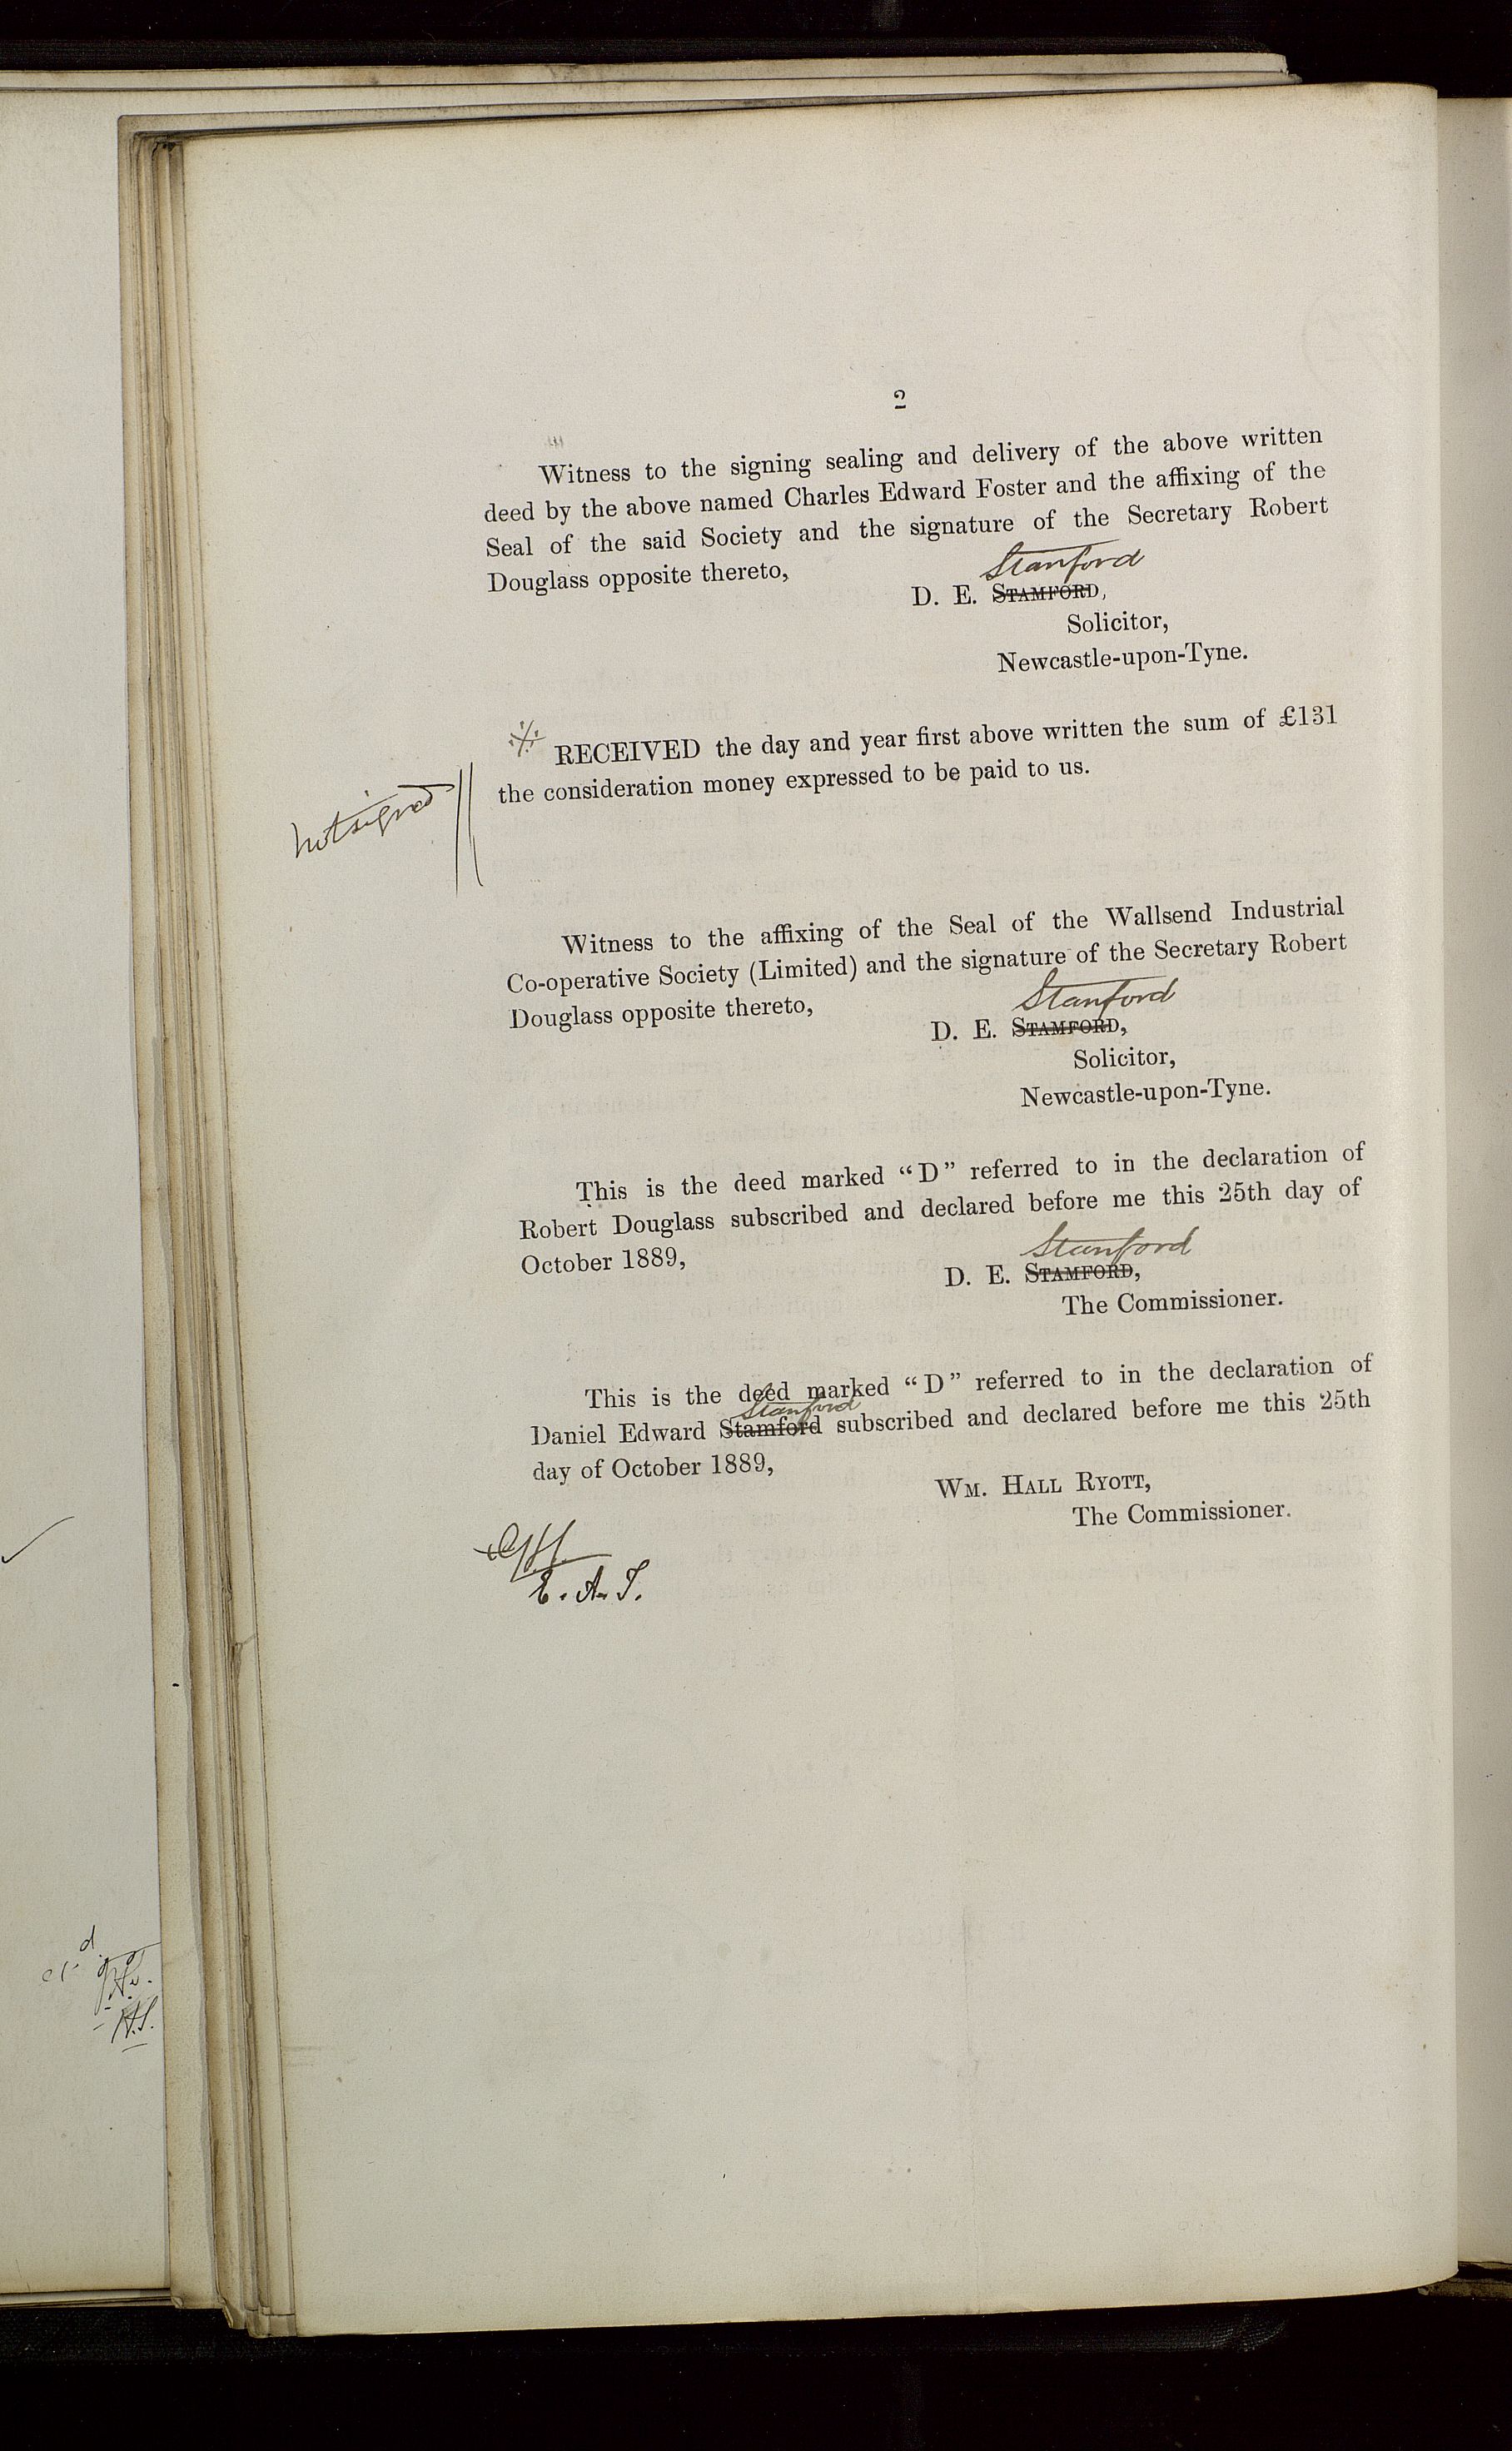 2
Witness to the signing sealing and delivery of the above written
deed by the above named Charles Edward Foster and the affixing of the
Seal of the said Society and the signature of the Secretary Robert
Douglass opposite thereto,
Stanford
D. E. STAMFORD,
Solicitor,
Newcastle-upon-Tyne.
RECEIVED the day and year first above written the sum of £131
the consideration money expressed to be paid to us.
not signed
Witness to the affixing of the Seal of the Wallsend Industrial
Co-operative Society (Limited) and the signature of the Secretary Robert
Douglass opposite thereto,
Stanford
D. E. STAMFORD,
Solicitor,
Newcastle-upon-Tyne.
This is the deed marked “D” referred to in the declaration of
Robert Douglass subscribed and declared before me this 25th day of
October 1889,
Stanford
D. E. STAMFORD,
The Commissioner.
This is the deed marked “D” referred to in the declaration of
Stanford
Daniel Edward Stamford subscribed and declared before me this 25th
day of October 1889,
WM. HALL RYOTT,
The Commissioner.
E. A. S.